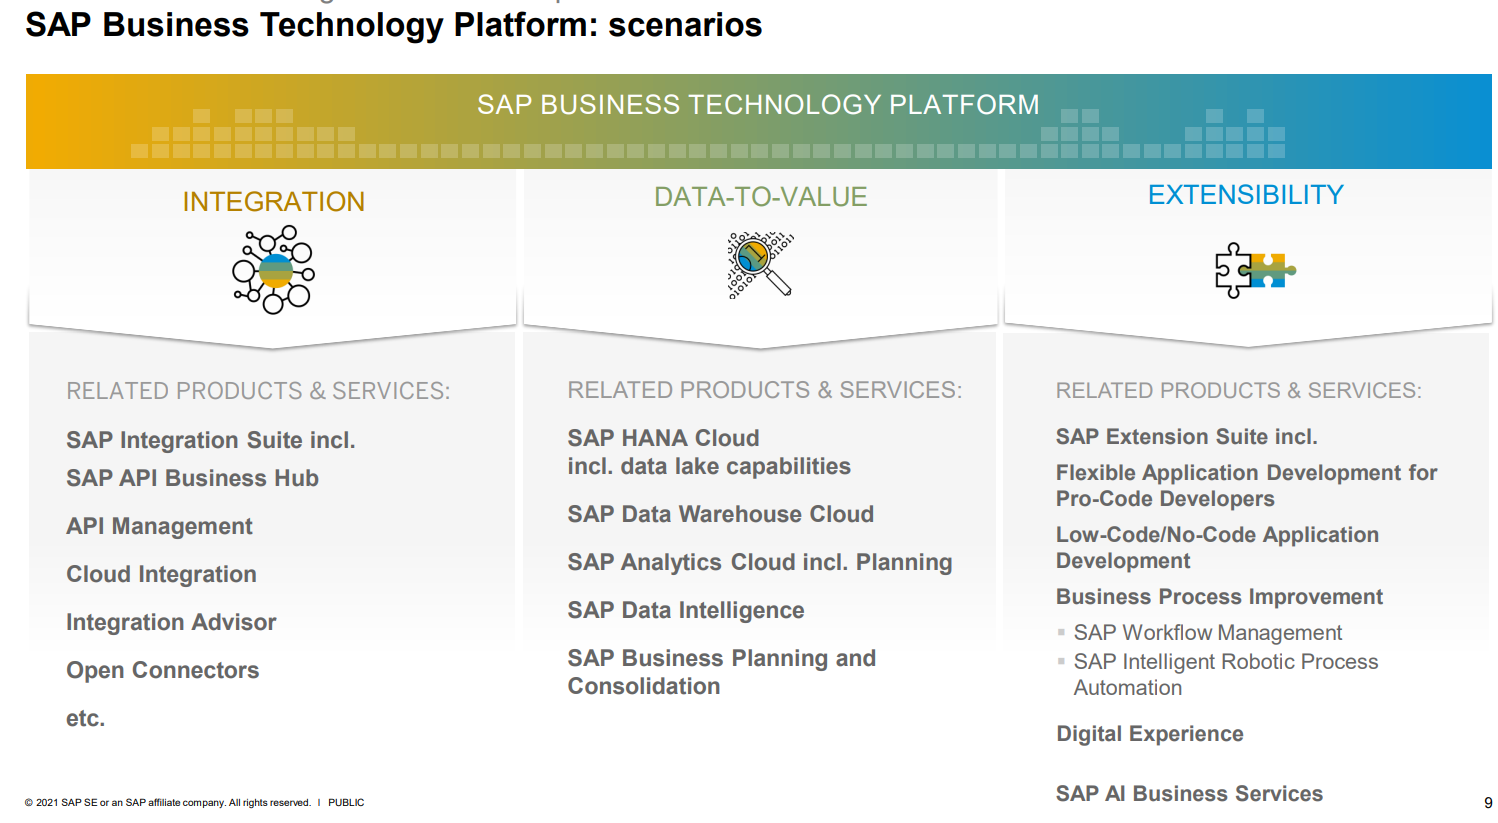 SAP Business Technology Platform: scenarios
SAP BUSINESS TECHNOLOGY PLATFORM
INTEGRATION
RELATED PRODUCTS & SERVICES:
SAP Integration Suite incl.
SAP API Business Hub
API Management
Cloud Integration
Integration Advisor
Open Connectors
etc.
DATA-TO-VALUE
RELATED PRODUCTS & SERVICES:
SAP HANA Cloud
incl. data lake capabilities
SAP Data Warehouse Cloud
SAP Analytics Cloud incl. Planning
SAP Data Intelligence
SAP Business Planning and
Consolidation
EXTENSIBILITY
RELATED PRODUCTS & SERVICES:
SAP Extension Suite incl.
Flexible Application Development for
Pro-Code Developers
Low-Code/No-Code Application
Development
Business Process Improvement
▪ SAP Workflow Management
▪ SAP Intelligent Robotic Process
Automation
Digital Experience
SAP AI Business Services
© 2021 SAP SE or an SAP affiliate company. All rights reserved. | PUBLIC
9